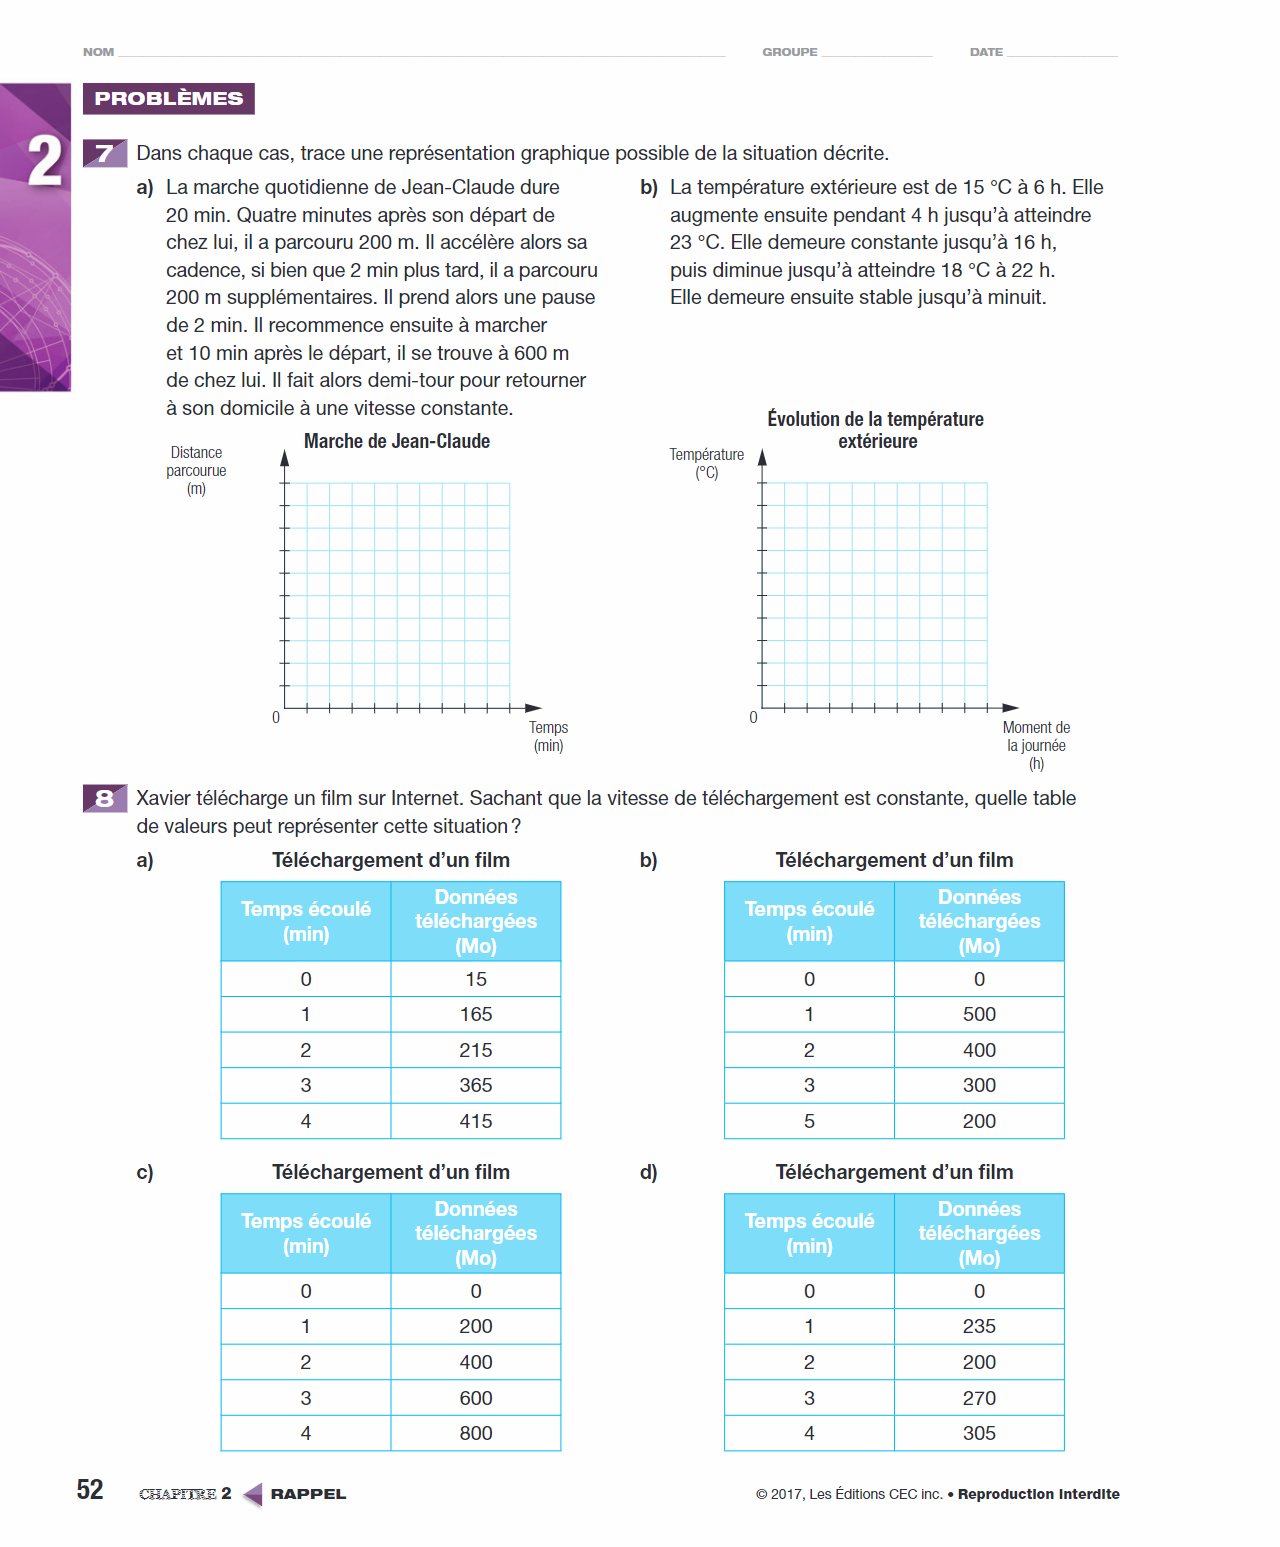 NOM GROUPE DATE
PROBLÈMES
2
7 Dans chaque cas, trace une représentation graphique possible de la situation décrite.
a) La marche quotidienne de Jean-Claude dure
20 min. Quatre minutes après son départ de
chez lui, il a parcouru 200 m. Il accélère alors sa
cadence, si bien que 2 min plus tard, il a parcouru
200 m supplémentaires. Il prend alors une pause
de 2 min. Il recommence ensuite à marcher
et 10 min après le départ, il se trouve à 600 m
de chez lui. Il fait alors demi-tour pour retourner
à son domicile à une vitesse constante.
Marche de Jean-Claude
Distance
parcourue
(m)
0
Temps
(min)
b) La température extérieure est de 15 °C à 6 h. Elle
augmente ensuite pendant 4 h jusqu’à atteindre
23 °C. Elle demeure constante jusqu’à 16 h,
puis diminue jusqu’à atteindre 18 °C à 22 h.
Elle demeure ensuite stable jusqu’à minuit.
Évolution de la température
extérieure
Température
(°C)
0
Moment de
la journée
(h)
8 Xavier télécharge un film sur Internet. Sachant que la vitesse de téléchargement est constante, quelle table
de valeurs peut représenter cette situation ?
a) Téléchargement d’un film
Temps écoulé
(min)
Données
téléchargées
(Mo)
0 15
1 165
2 215
3 365
4 415
b) Téléchargement d’un film
Temps écoulé
(min)
Données
téléchargées
(Mo)
0 0
1 500
2 400
3 300
5 200
c) Téléchargement d’un film
Temps écoulé
(min)
Données
téléchargées
(Mo)
0 0
1 200
2 400
3 600
4 800
d) Téléchargement d’un film
Temps écoulé
(min)
Données
téléchargées
(Mo)
0 0
1 235
2 200
3 270
4 305
52 CHAPITRE 2 RAPPEL
© 2017, Les Éditions CEC inc. • Reproduction interdite